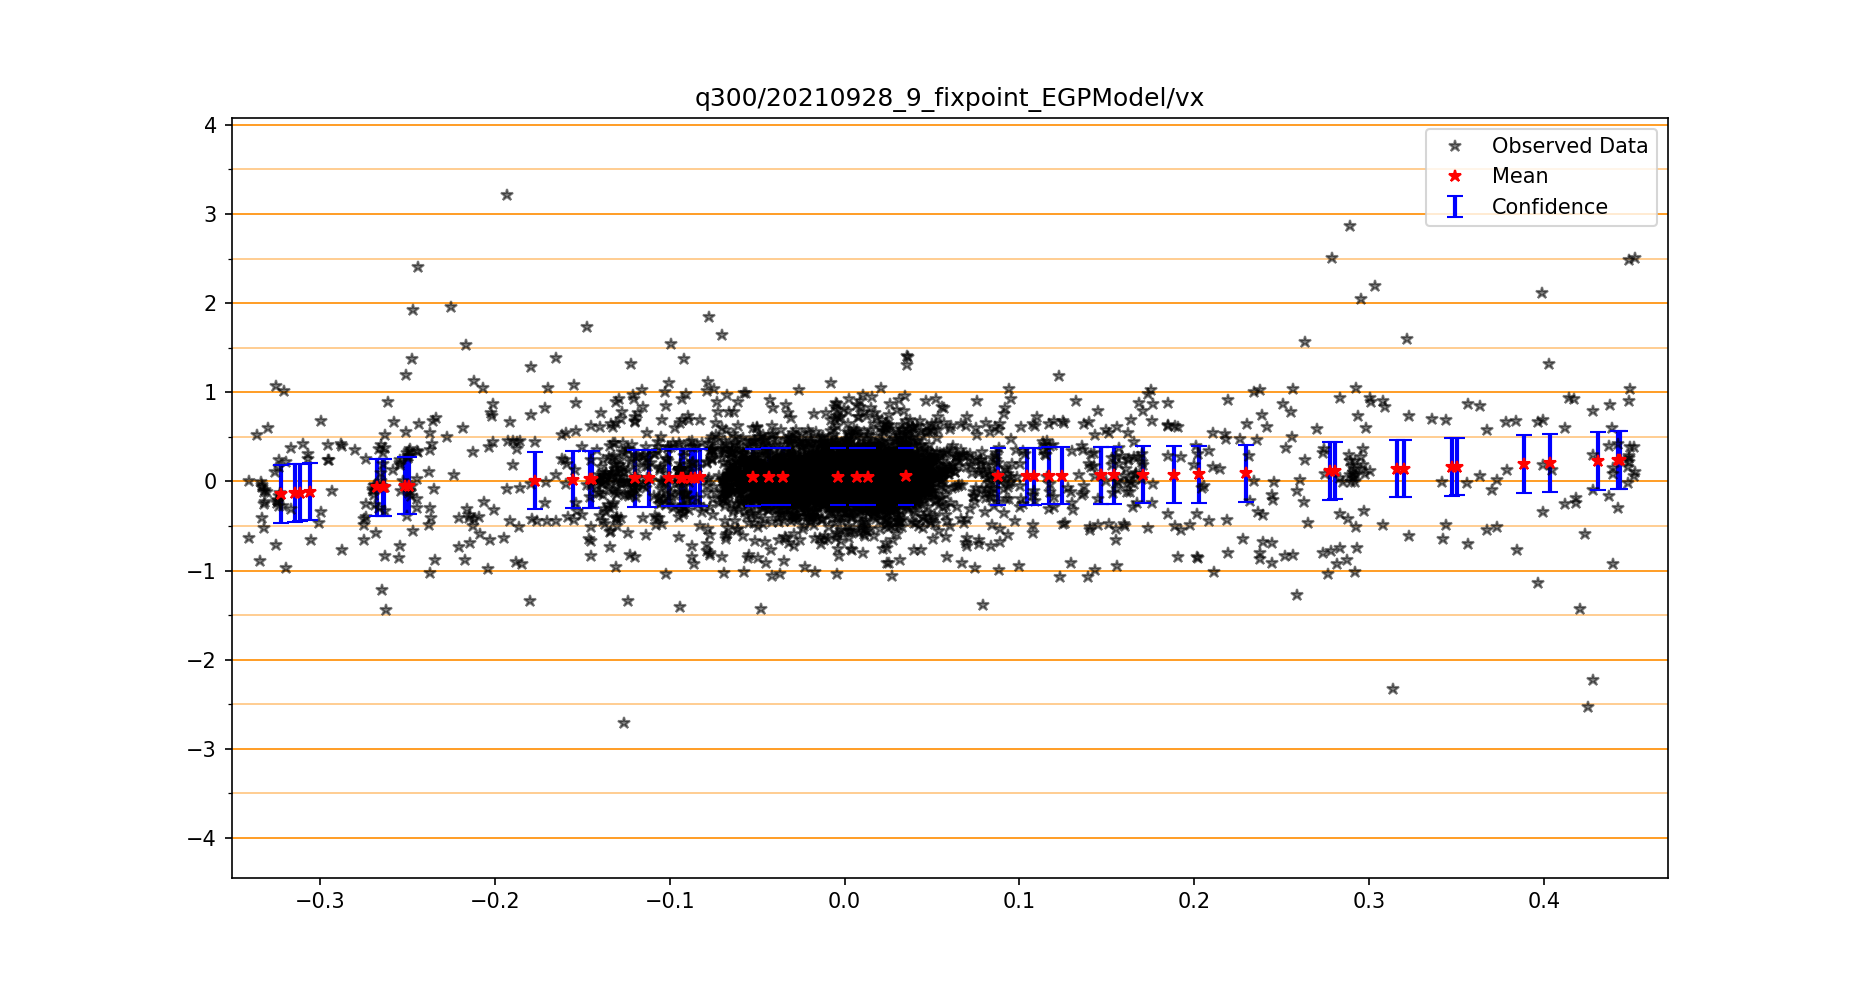 q300/20210928_9_fixpoint_EGPModel/vx
Observed Data
Mean
Confidence
4
3
2
1
0
−1
−2
−3
−4
−0.3 −0.2 −0.1 0.0 0.1 0.2 0.3 0.4